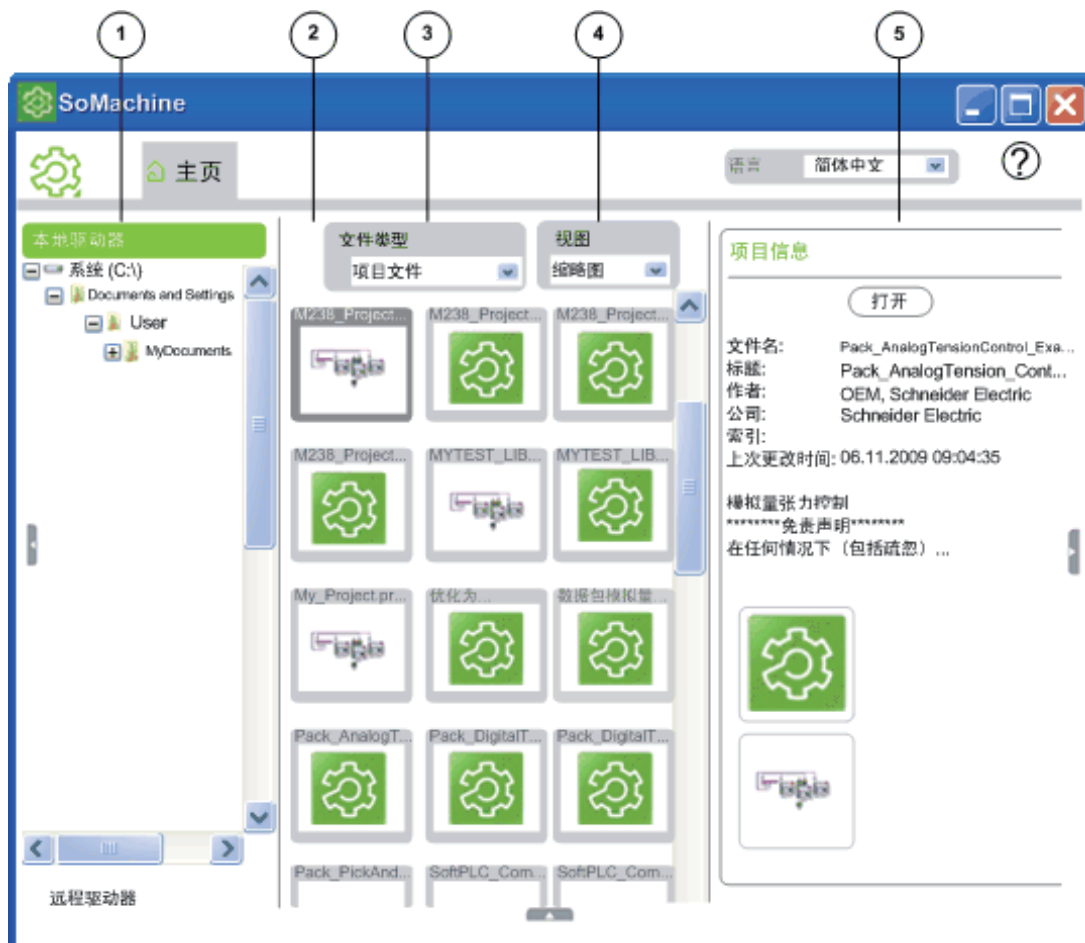 1 2 3 4 5
SoMachine
主页
语言 简体中文 ?
本地驱动器
系统 (C:\)
Documents and Settings
User
MyDocuments
远程驱动器
文件类型
项目文件
视图
缩略图
M238_Project... M238_Project... M238_Project...
M238_Project... MYTEST_LIB... MYTEST_LIB...
My_Project.pr... 优化为... 数据包模拟量...
Pack_AnalogT... Pack_DigitalT... Pack_DigitalT...
Pack_PickAnd... SoftPLC_Com... SoftPLC_Com...
项目信息
打开
文件名: Pack_AnalogTensionControl_Exa...
标题: Pack_AnalogTension_Cont...
作者: OEM, Schneider Electric
公司: Schneider Electric
索引:
上次更改时间: 06.11.2009 09:04:35
模拟量张力控制
********免责声明********
在任何情况下（包括疏忽）...